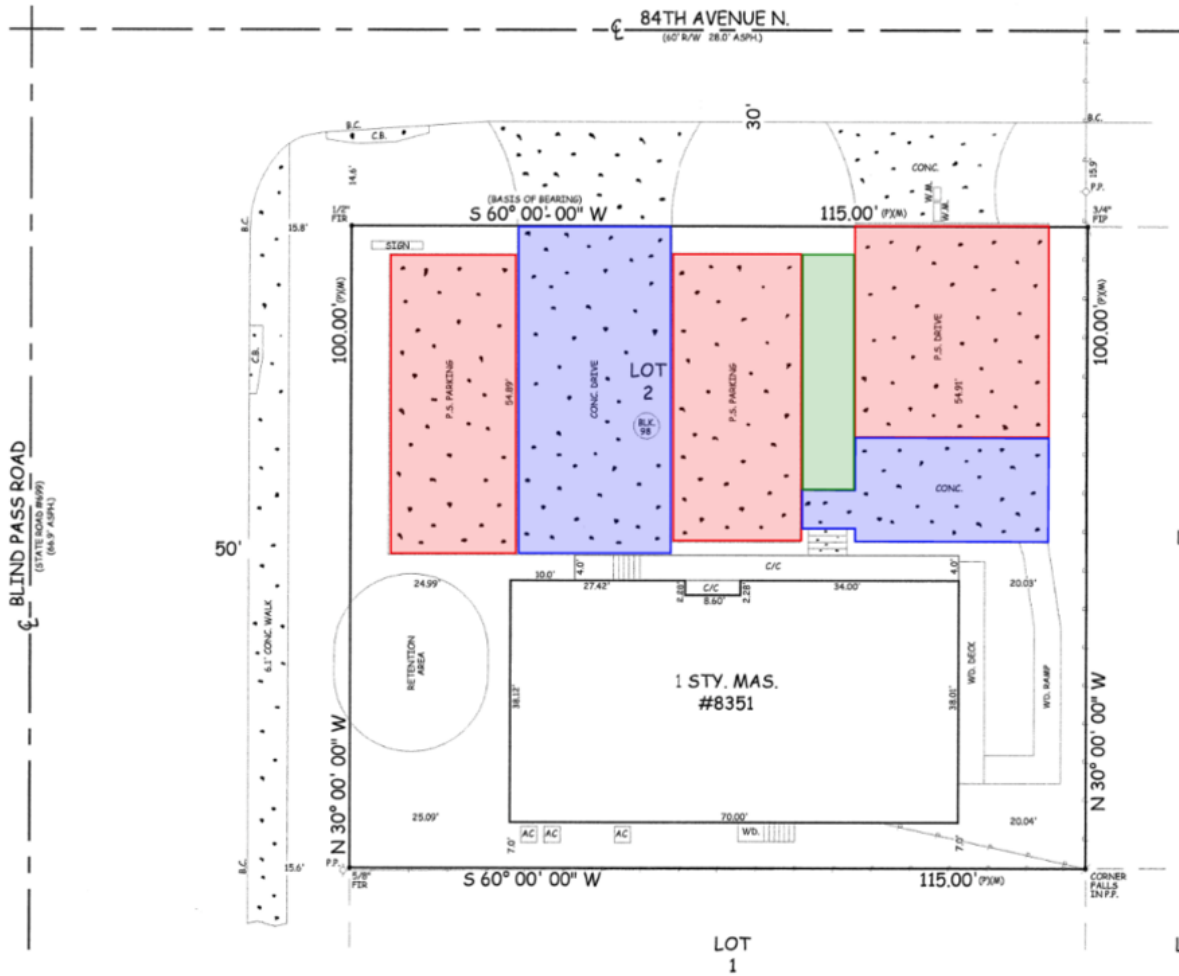 84TH AVENUE N.
(60' R/W 28.0' ASPH.)
℄
B.C.
C.B.
30'
B.C.
14.6'
CONC.
15.9'
P.P.
W.M.
W.M.
(BASIS OF BEARING)
1/2"
FIR
S 60° 00'- 00" W
115.00' (P)(M)
3/4"
FIP
B.C.
15.8'
SIGN
100.00' (P)(M)
100.00' (P)(M)
C.B.
P.S. PARKING
54.89'
CONC. DRIVE
LOT
2
BLK.
98
P.S. PARKING
P.S. DRIVE
54.91'
CONC.
℄ BLIND PASS ROAD
(STATE ROAD #699)
(66.9' ASPH.)
50'
C/C
4.0'
4.0'
24.99'
10.0'
27.42'
2.28'
C/C
8.60'
2.28'
34.00'
20.03'
6.1' CONC. WALK
RETENTION
AREA
38.12'
1 STY. MAS.
#8351
38.01'
WD. DECK
WD. RAMP
N 30° 00' 00" W
N 30° 00' 00" W
25.09'
70.00'
20.04'
AC
AC
AC
WD.
7.0'
7.0'
B.C.
15.6'
P.P.
5/8"
FIR
S 60° 00' 00" W
115.00' (P)(M)
CORNER
FALLS
IN P.P.
LOT
1